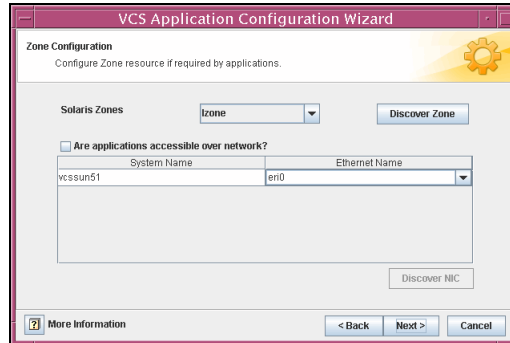 VCS Application Configuration Wizard
Zone Configuration
Configure Zone resource if required by applications.
Solaris Zones
lzone
Discover Zone
Are applications accessible over network?
System Name
Ethernet Name
vcssun51
eri0
Discover NIC
More Information
< Back
Next >
Cancel